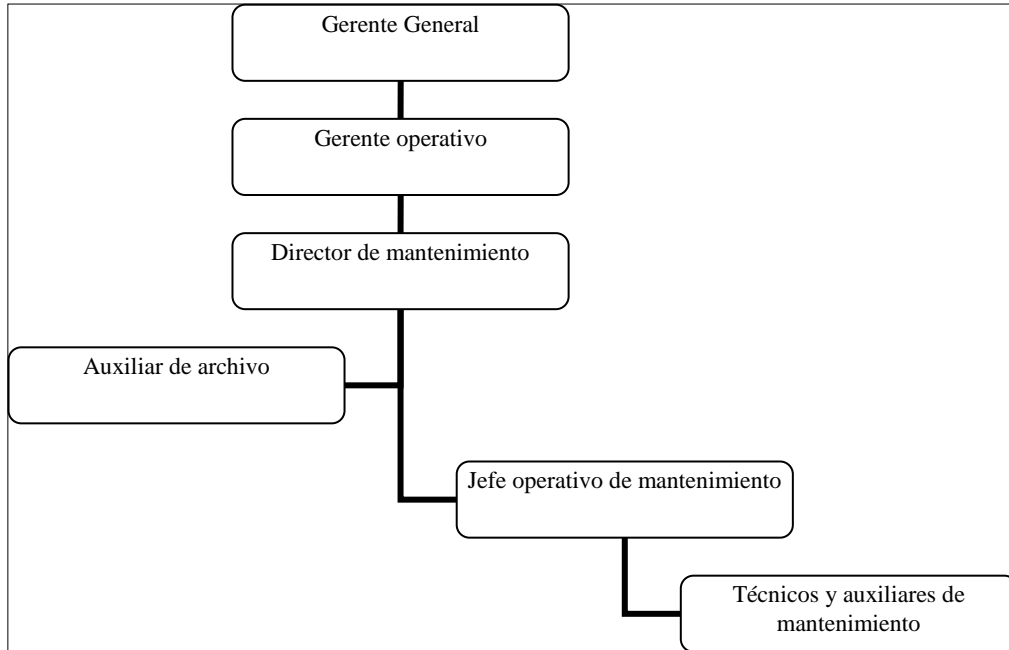 Gerente General
Gerente operativo
Director de mantenimiento
Auxiliar de archivo
Jefe operativo de mantenimiento
Técnicos y auxiliares de
mantenimiento